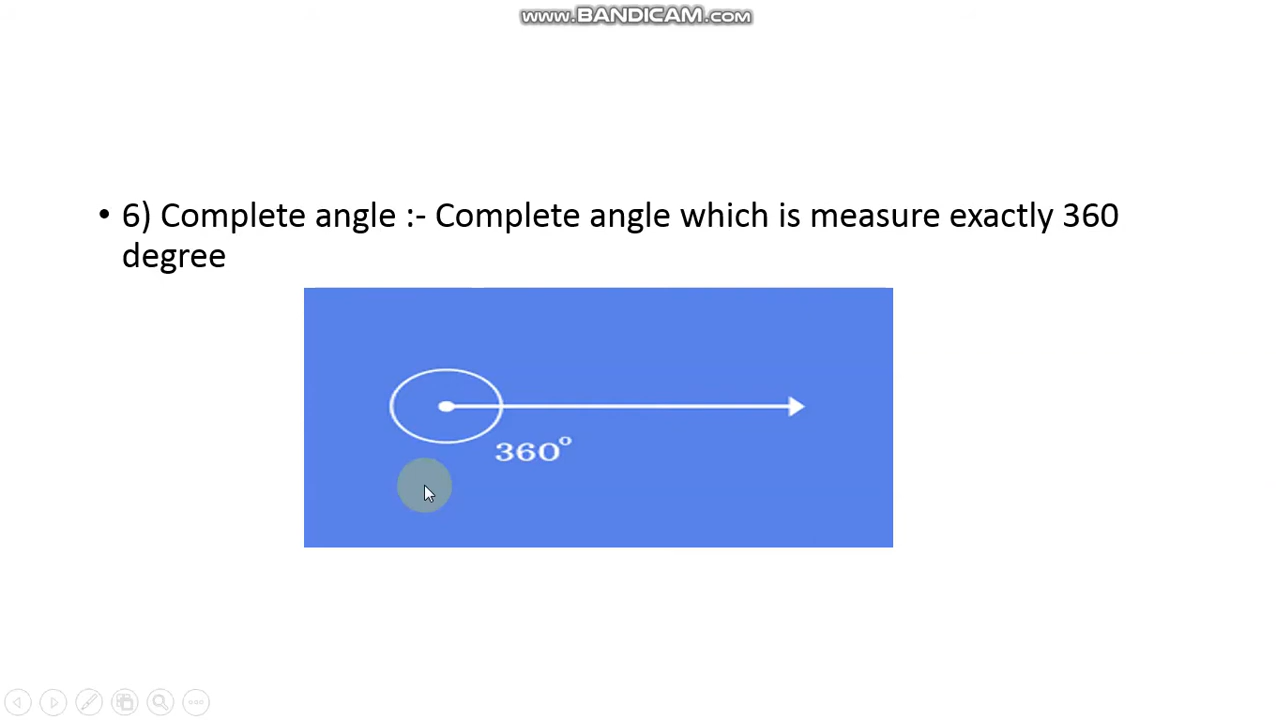 www.BANDICAM.com
• 6) Complete angle :- Complete angle which is measure exactly 360
degree
360°